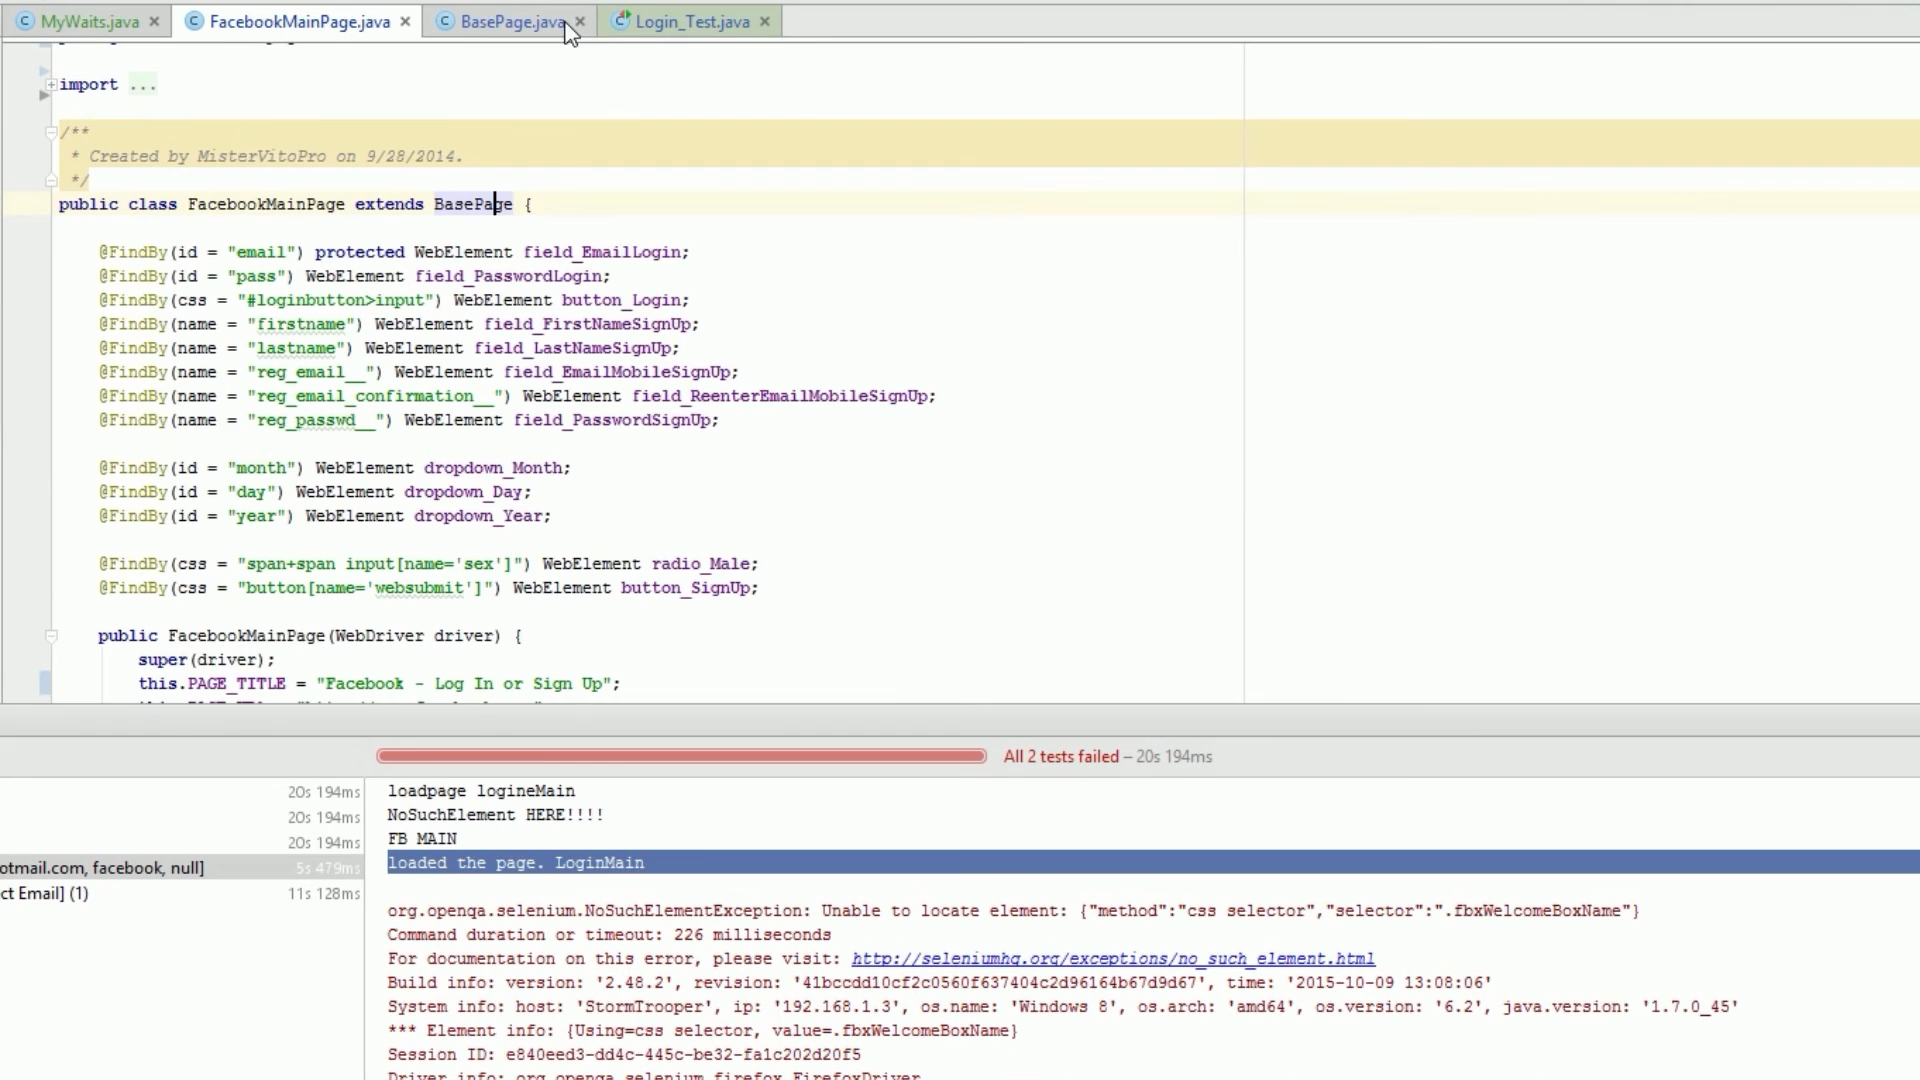 MyWaits.java
FacebookMainPage.java
BasePage.java
Login_Test.java
import ...
/**
* Created by MisterVitoPro on 9/28/2014.
*/
public class FacebookMainPage extends BasePage {
@FindBy(id = "email") protected WebElement field_EmailLogin;
@FindBy(id = "pass") WebElement field_PasswordLogin;
@FindBy(css = "#loginbutton>input") WebElement button_Login;
@FindBy(name = "firstname") WebElement field_FirstNameSignUp;
@FindBy(name = "lastname") WebElement field_LastNameSignUp;
@FindBy(name = "reg_email__") WebElement field_EmailMobileSignUp;
@FindBy(name = "reg_email_confirmation__") WebElement field_ReenterEmailMobileSignUp;
@FindBy(name = "reg_passwd__") WebElement field_PasswordSignUp;
@FindBy(id = "month") WebElement dropdown_Month;
@FindBy(id = "day") WebElement dropdown_Day;
@FindBy(id = "year") WebElement dropdown_Year;
@FindBy(css = "span+span input[name='sex']") WebElement radio_Male;
@FindBy(css = "button[name='websubmit']") WebElement button_SignUp;
public FacebookMainPage(WebDriver driver) {
super(driver);
this.PAGE_TITLE = "Facebook - Log In or Sign Up";
All 2 tests failed – 20s 194ms
20s 194ms
20s 194ms
20s 194ms
otmail.com, facebook, null] 5s 479ms
ct Email] (1) 11s 128ms
loadpage logineMain
NoSuchElement HERE!!!!
FB MAIN
loaded the page. LoginMain
org.openqa.selenium.NoSuchElementException: Unable to locate element: {"method":"css selector","selector":".fbxWelcomeBoxName"}
Command duration or timeout: 226 milliseconds
For documentation on this error, please visit: http://seleniumhq.org/exceptions/no_such_element.html
Build info: version: '2.48.2', revision: '41bccdd10cf2c0560f637404c2d96164b67d9d67', time: '2015-10-09 13:08:06'
System info: host: 'StormTrooper', ip: '192.168.1.3', os.name: 'Windows 8', os.arch: 'amd64', os.version: '6.2', java.version: '1.7.0_45'
*** Element info: {Using=css selector, value=.fbxWelcomeBoxName}
Session ID: e840eed3-dd4c-445c-be32-fa1c202d20f5
Driver info: org.openqa.selenium.firefox.FirefoxDriver